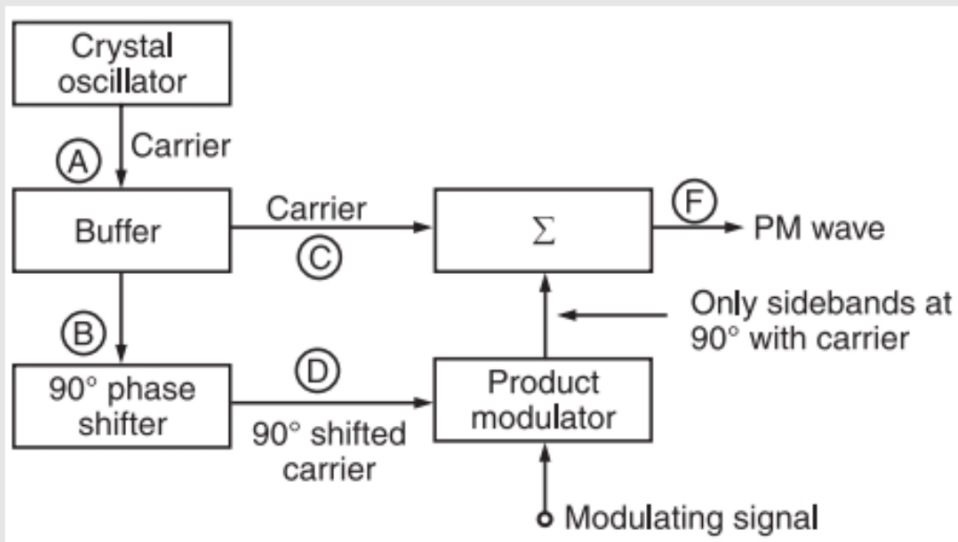 Crystal
oscillator
A
Carrier
Buffer
Carrier
C
Σ
F
PM wave
B
Only sidebands at
90° with carrier
90° phase
shifter
D
90° shifted
carrier
Product
modulator
Modulating signal